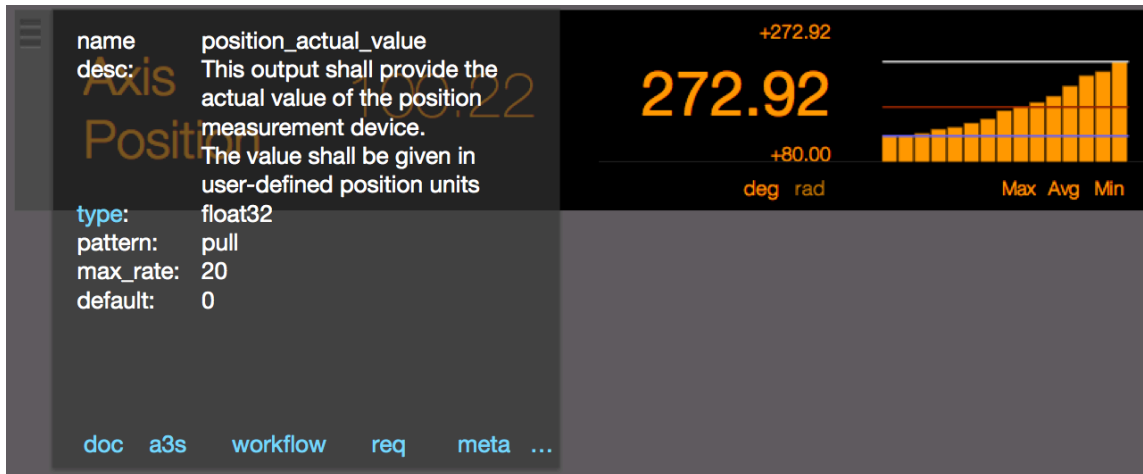 name position_actual_value
desc: This output shall provide the
actual value of the position
measurement device.
The value shall be given in
user-defined position units
type: float32
pattern: pull
max_rate: 20
default: 0
doc a3s workflow req meta ...
Axis
Position
+272.92
272.92
+80.00
deg rad
Max Avg Min